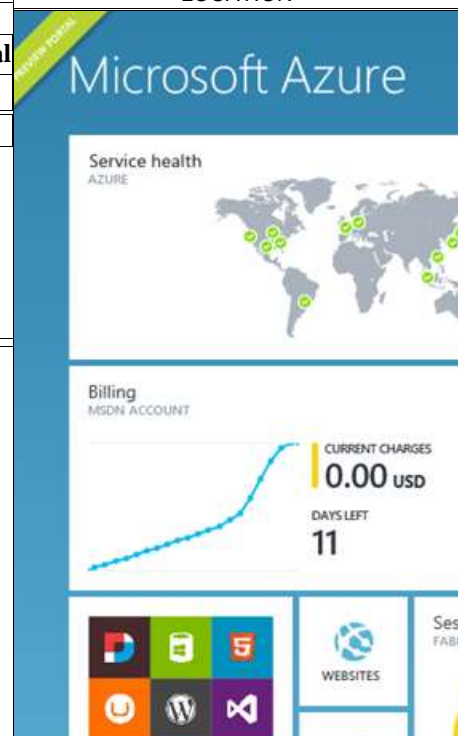 PREVIEW PORTAL
Microsoft Azure
Service health
AZURE
Billing
MSDN ACCOUNT
CURRENT CHARGES
0.00 USD
DAYS LEFT
11
WEBSITES